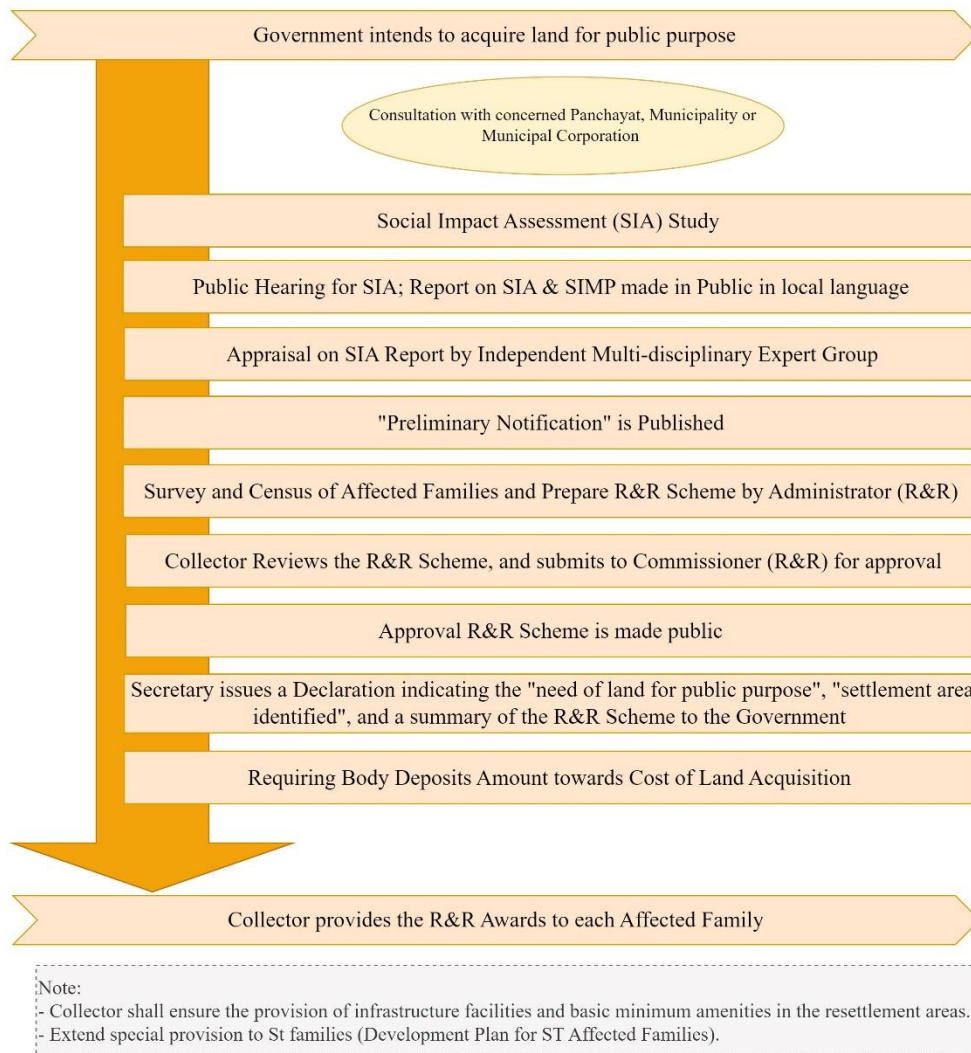 Government intends to acquire land for public purpose
Consultation with concerned Panchayat, Municipality or
Municipal Corporation
Social Impact Assessment (SIA) Study
Public Hearing for SIA; Report on SIA & SIMP made in Public in local language
Appraisal on SIA Report by Independent Multi-disciplinary Expert Group
"Preliminary Notification" is Published
Survey and Census of Affected Families and Prepare R&R Scheme by Administrator (R&R)
Collector Reviews the R&R Scheme, and submits to Commissioner (R&R) for approval
Approval R&R Scheme is made public
Secretary issues a Declaration indicating the "need of land for public purpose", "settlement area
identified", and a summary of the R&R Scheme to the Government
Requiring Body Deposits Amount towards Cost of Land Acquisition
Collector provides the R&R Awards to each Affected Family
Note:
- Collector shall ensure the provision of infrastructure facilities and basic minimum amenities in the resettlement areas.
- Extend special provision to St families (Development Plan for ST Affected Families).